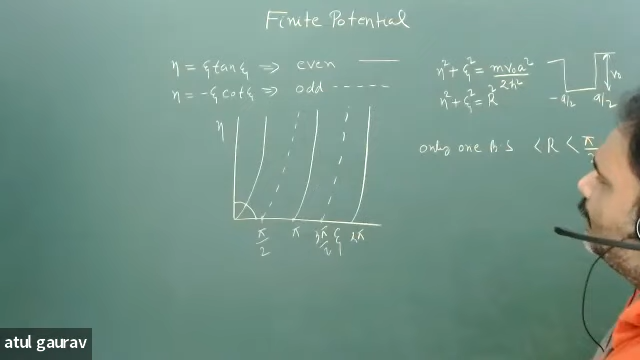 Finite Potential
η = ξ tan ξ ⇒ even
η = -ξ cot ξ ⇒ odd
η² + ξ² = mv₀a²/2ħ²
η² + ξ² = R²
v₀
-a/2 a/2
only one B.S < R < π/2
η
π/2 π 3π/2 ξ 2π
atul gaurav